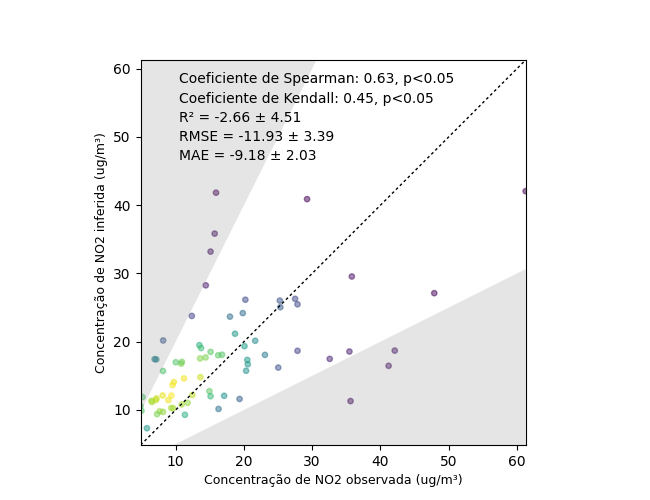 Coeficiente de Spearman: 0.63, p<0.05
Coeficiente de Kendall: 0.45, p<0.05
R² = -2.66 ± 4.51
RMSE = -11.93 ± 3.39
MAE = -9.18 ± 2.03
Concentração de NO2 inferida (ug/m³)
60
50
40
30
20
10
10 20 30 40 50 60
Concentração de NO2 observada (ug/m³)